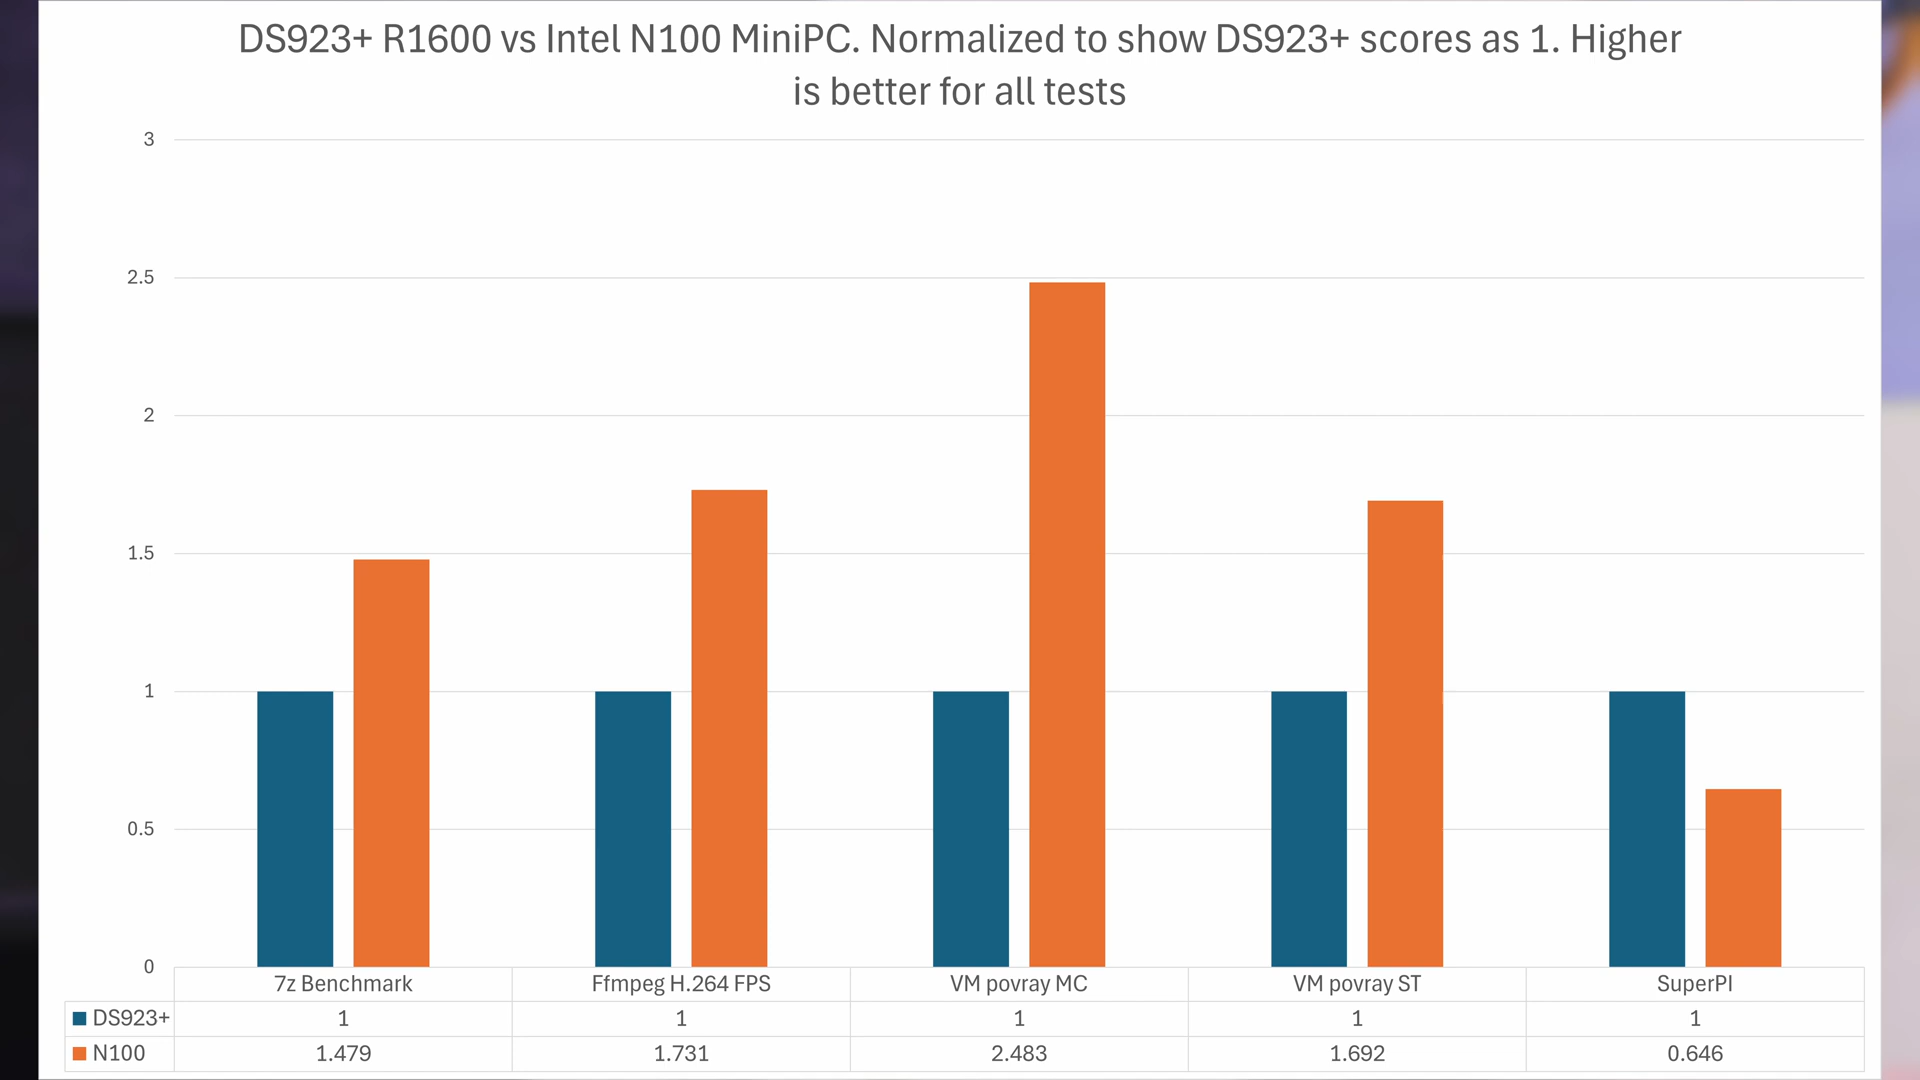 DS923+ R1600 vs Intel N100 MiniPC. Normalized to show DS923+ scores as 1. Higher
is better for all tests
3
2.5
2
1.5
1
0.5
0
7z Benchmark Ffmpeg H.264 FPS VM povray MC VM povray ST SuperPI
DS923+ 1 1 1 1 1
N100 1.479 1.731 2.483 1.692 0.646